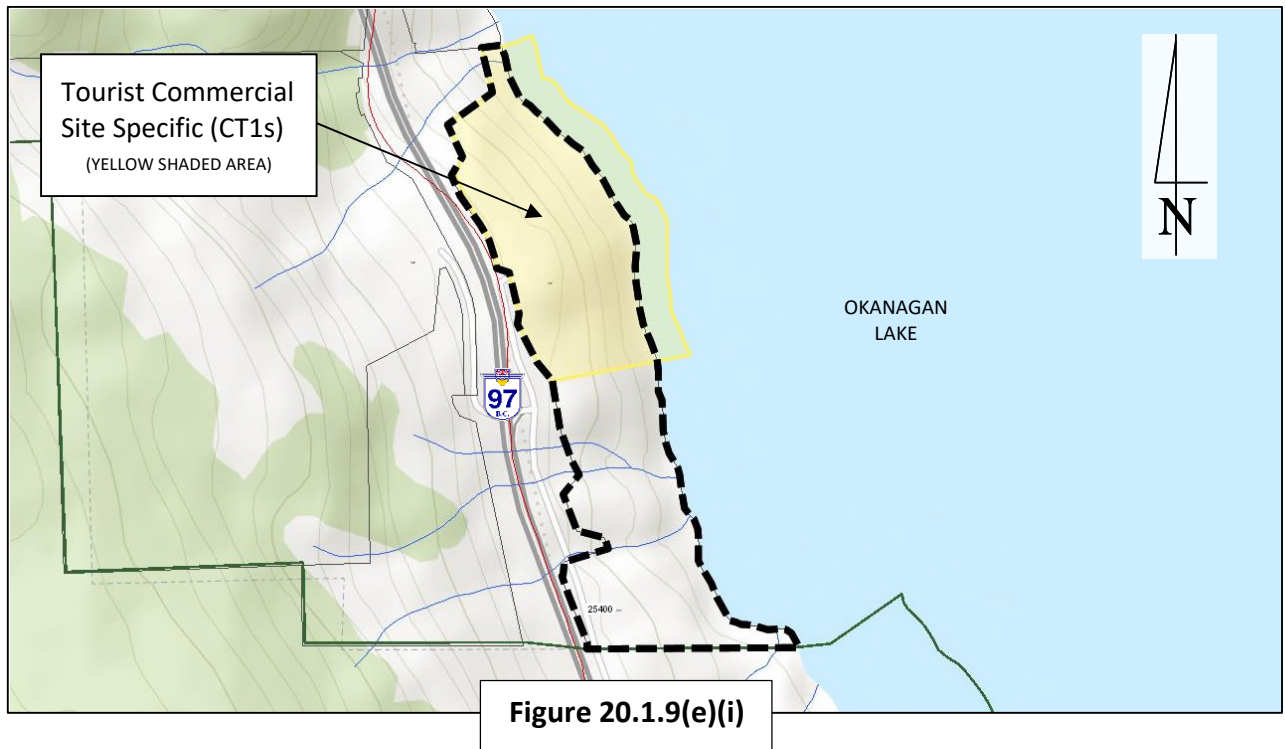 Tourist Commercial
Site Specific (CT1s)
(YELLOW SHADED AREA)
N
OKANAGAN
LAKE
97
B.C.
25400
Figure 20.1.9(e)(i)